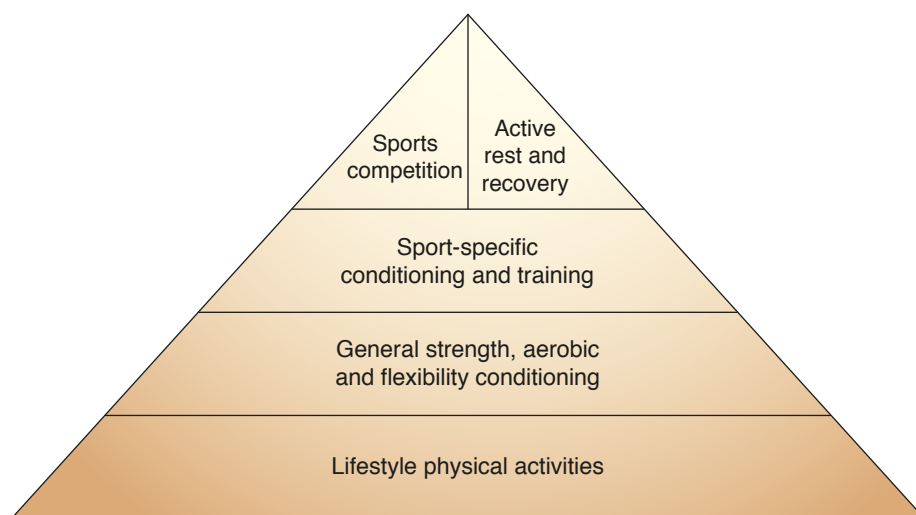 Sports
competition
Active
rest and
recovery
Sport-specific
conditioning and training
General strength, aerobic
and flexibility conditioning
Lifestyle physical activities